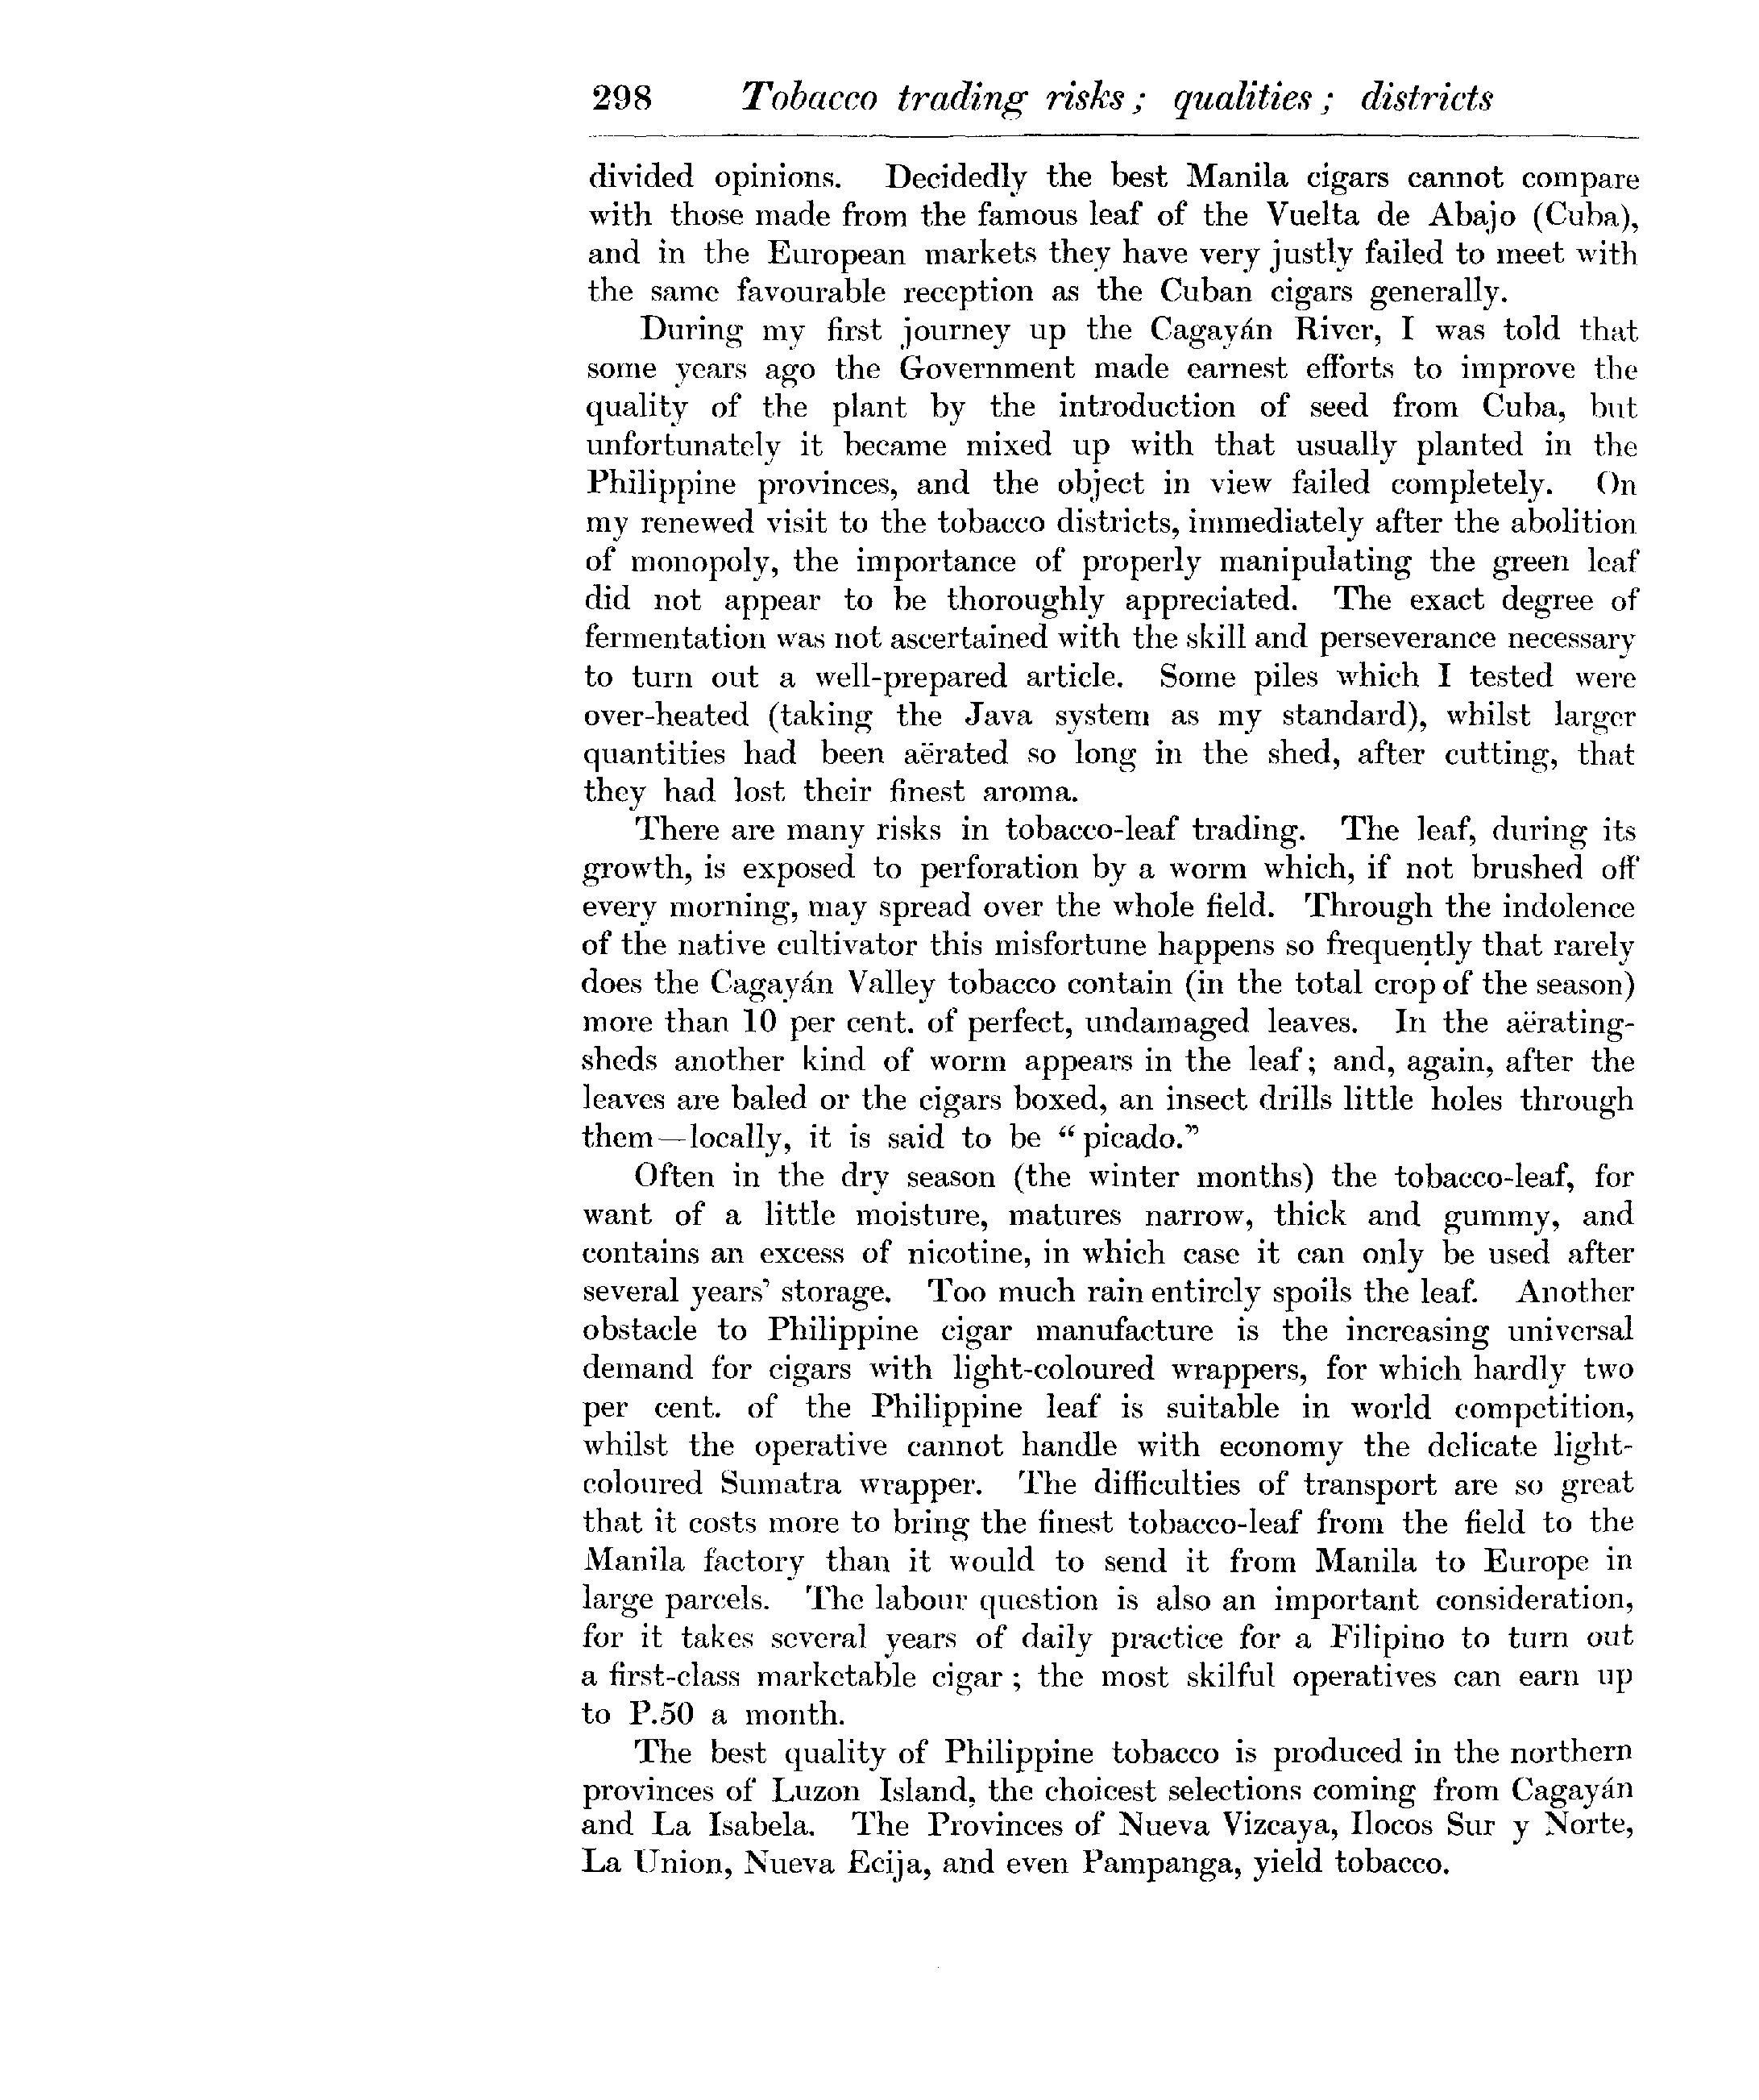 298 Tobacco trading risks ; qualities ; districts
divided opinions. Decidedly the best Manila cigars cannot compare
with those made from the famous leaf of the Vuelta de Abajo (Cuba),
and in the European markets they have very justly failed to meet with
the same favourable reception as the Cuban cigars generally.
During my first journey up the Cagayán River, I was told that
some years ago the Government made earnest efforts to improve the
quality of the plant by the introduction of seed from Cuba, but
unfortunately it became mixed up with that usually planted in the
Philippine provinces, and the object in view failed completely. On
my renewed visit to the tobacco districts, immediately after the abolition
of monopoly, the importance of properly manipulating the green leaf
did not appear to be thoroughly appreciated. The exact degree of
fermentation was not ascertained with the skill and perseverance necessary
to turn out a well-prepared article. Some piles which I tested were
over-heated (taking the Java system as my standard), whilst larger
quantities had been aërated so long in the shed, after cutting, that
they had lost their finest aroma.
There are many risks in tobacco-leaf trading. The leaf, during its
growth, is exposed to perforation by a worm which, if not brushed off
every morning, may spread over the whole field. Through the indolence
of the native cultivator this misfortune happens so frequently that rarely
does the Cagayán Valley tobacco contain (in the total crop of the season)
more than 10 per cent. of perfect, undamaged leaves. In the aërating-
sheds another kind of worm appears in the leaf ; and, again, after the
leaves are baled or the cigars boxed, an insect drills little holes through
them—locally, it is said to be “ picado.”
Often in the dry season (the winter months) the tobacco-leaf, for
want of a little moisture, matures narrow, thick and gummy, and
contains an excess of nicotine, in which case it can only be used after
several years’ storage. Too much rain entirely spoils the leaf. Another
obstacle to Philippine cigar manufacture is the increasing universal
demand for cigars with light-coloured wrappers, for which hardly two
per cent. of the Philippine leaf is suitable in world competition,
whilst the operative cannot handle with economy the delicate light-
coloured Sumatra wrapper. The difficulties of transport are so great
that it costs more to bring the finest tobacco-leaf from the field to the
Manila factory than it would to send it from Manila to Europe in
large parcels. The labour question is also an important consideration,
for it takes several years of daily practice for a Filipino to turn out
a first-class marketable cigar ; the most skilful operatives can earn up
to P.50 a month.
The best quality of Philippine tobacco is produced in the northern
provinces of Luzon Island, the choicest selections coming from Cagayán
and La Isabela. The Provinces of Nueva Vizcaya, Ilocos Sur y Norte,
La Union, Nueva Ecija, and even Pampanga, yield tobacco.